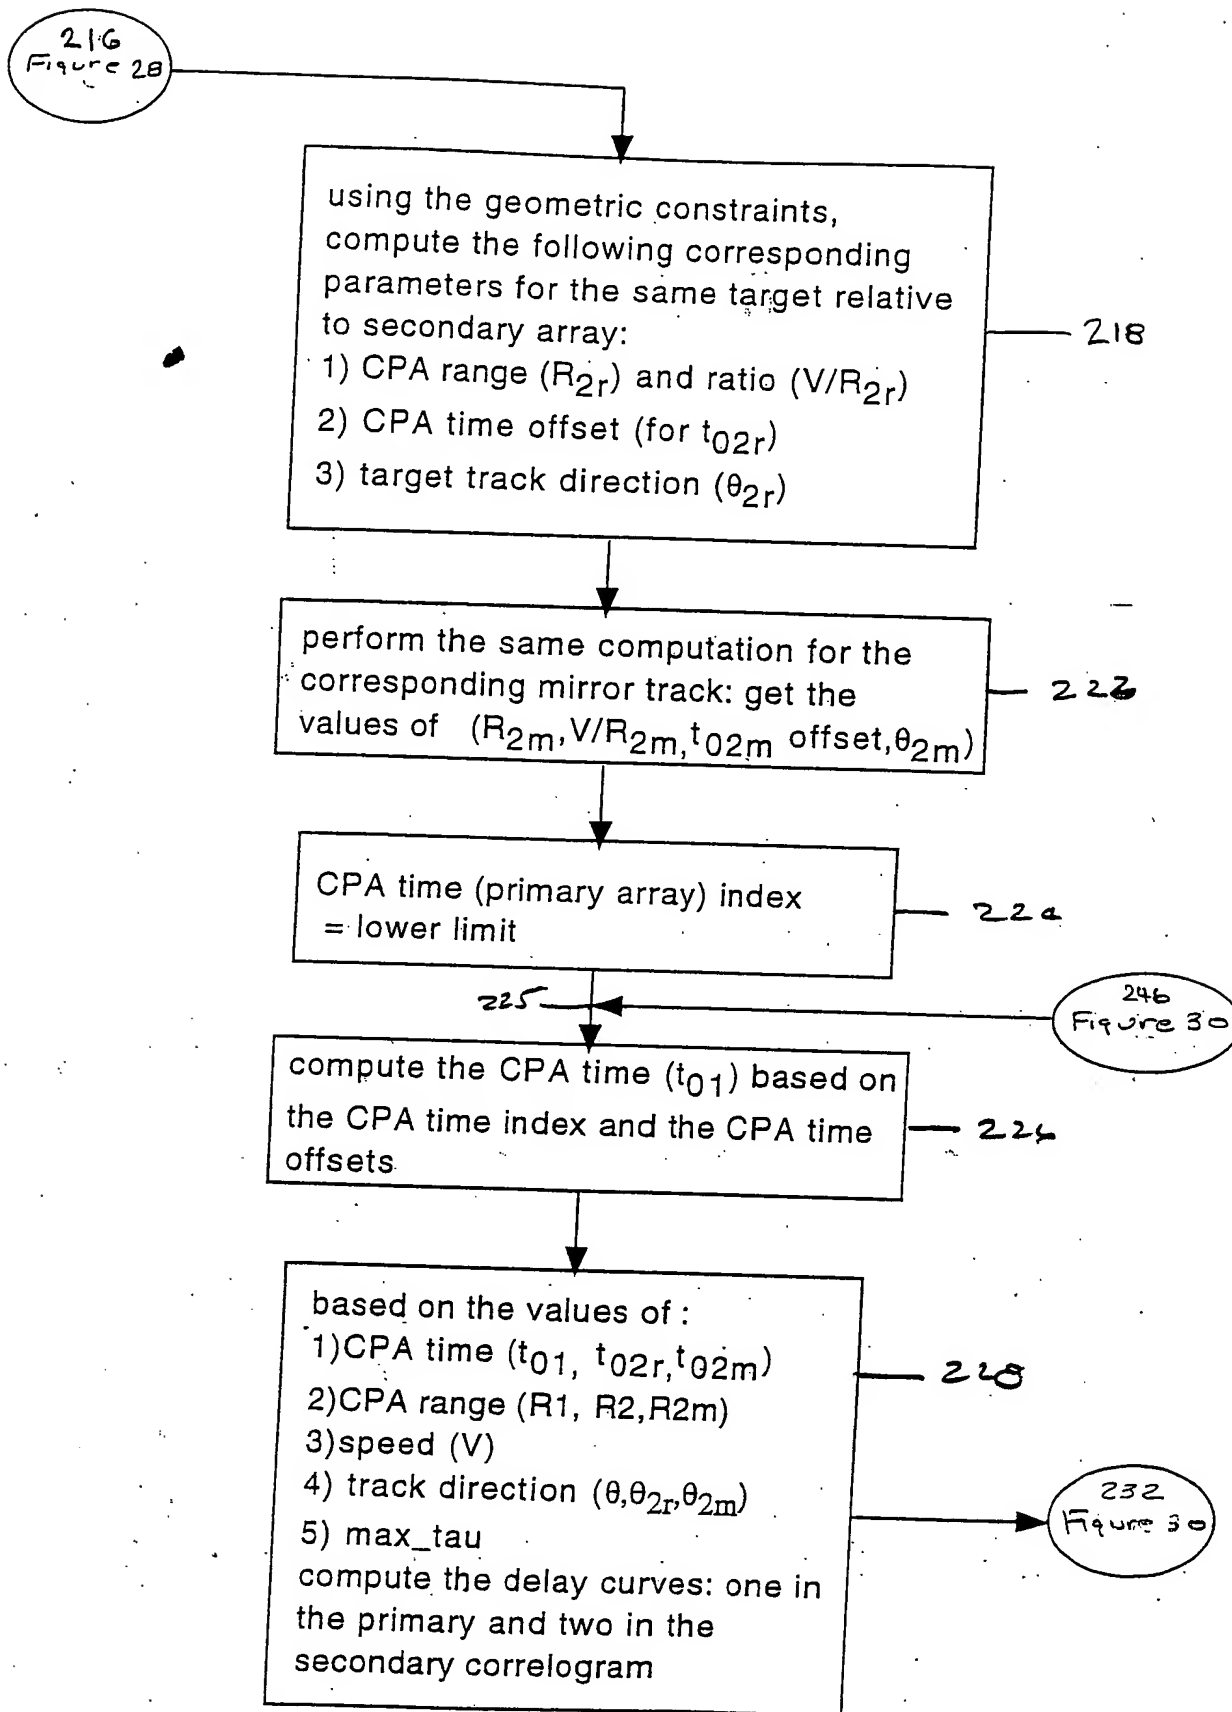 216
Figure 28
using the geometric constraints,
compute the following corresponding
parameters for the same target relative
to secondary array:
1) CPA range (R2r) and ratio (V/R2r)
2) CPA time offset (for t02r)
3) target track direction (θ2r)
218
perform the same computation for the
corresponding mirror track: get the
values of (R2m,V/R2m,t02m offset,θ2m)
CPA time (primary array) index
= lower limit
225
246
Figure 30
compute the CPA time (t01) based on
the CPA time index and the CPA time
offsets
226
based on the values of :
1)CPA time (t01, t02r,t02m)
2)CPA range (R1, R2,R2m)
3)speed (V)
4) track direction (θ,θ2r,θ2m)
5) max_tau
compute the delay curves: one in
the primary and two in the
secondary correlogram
228
232
Figure 30